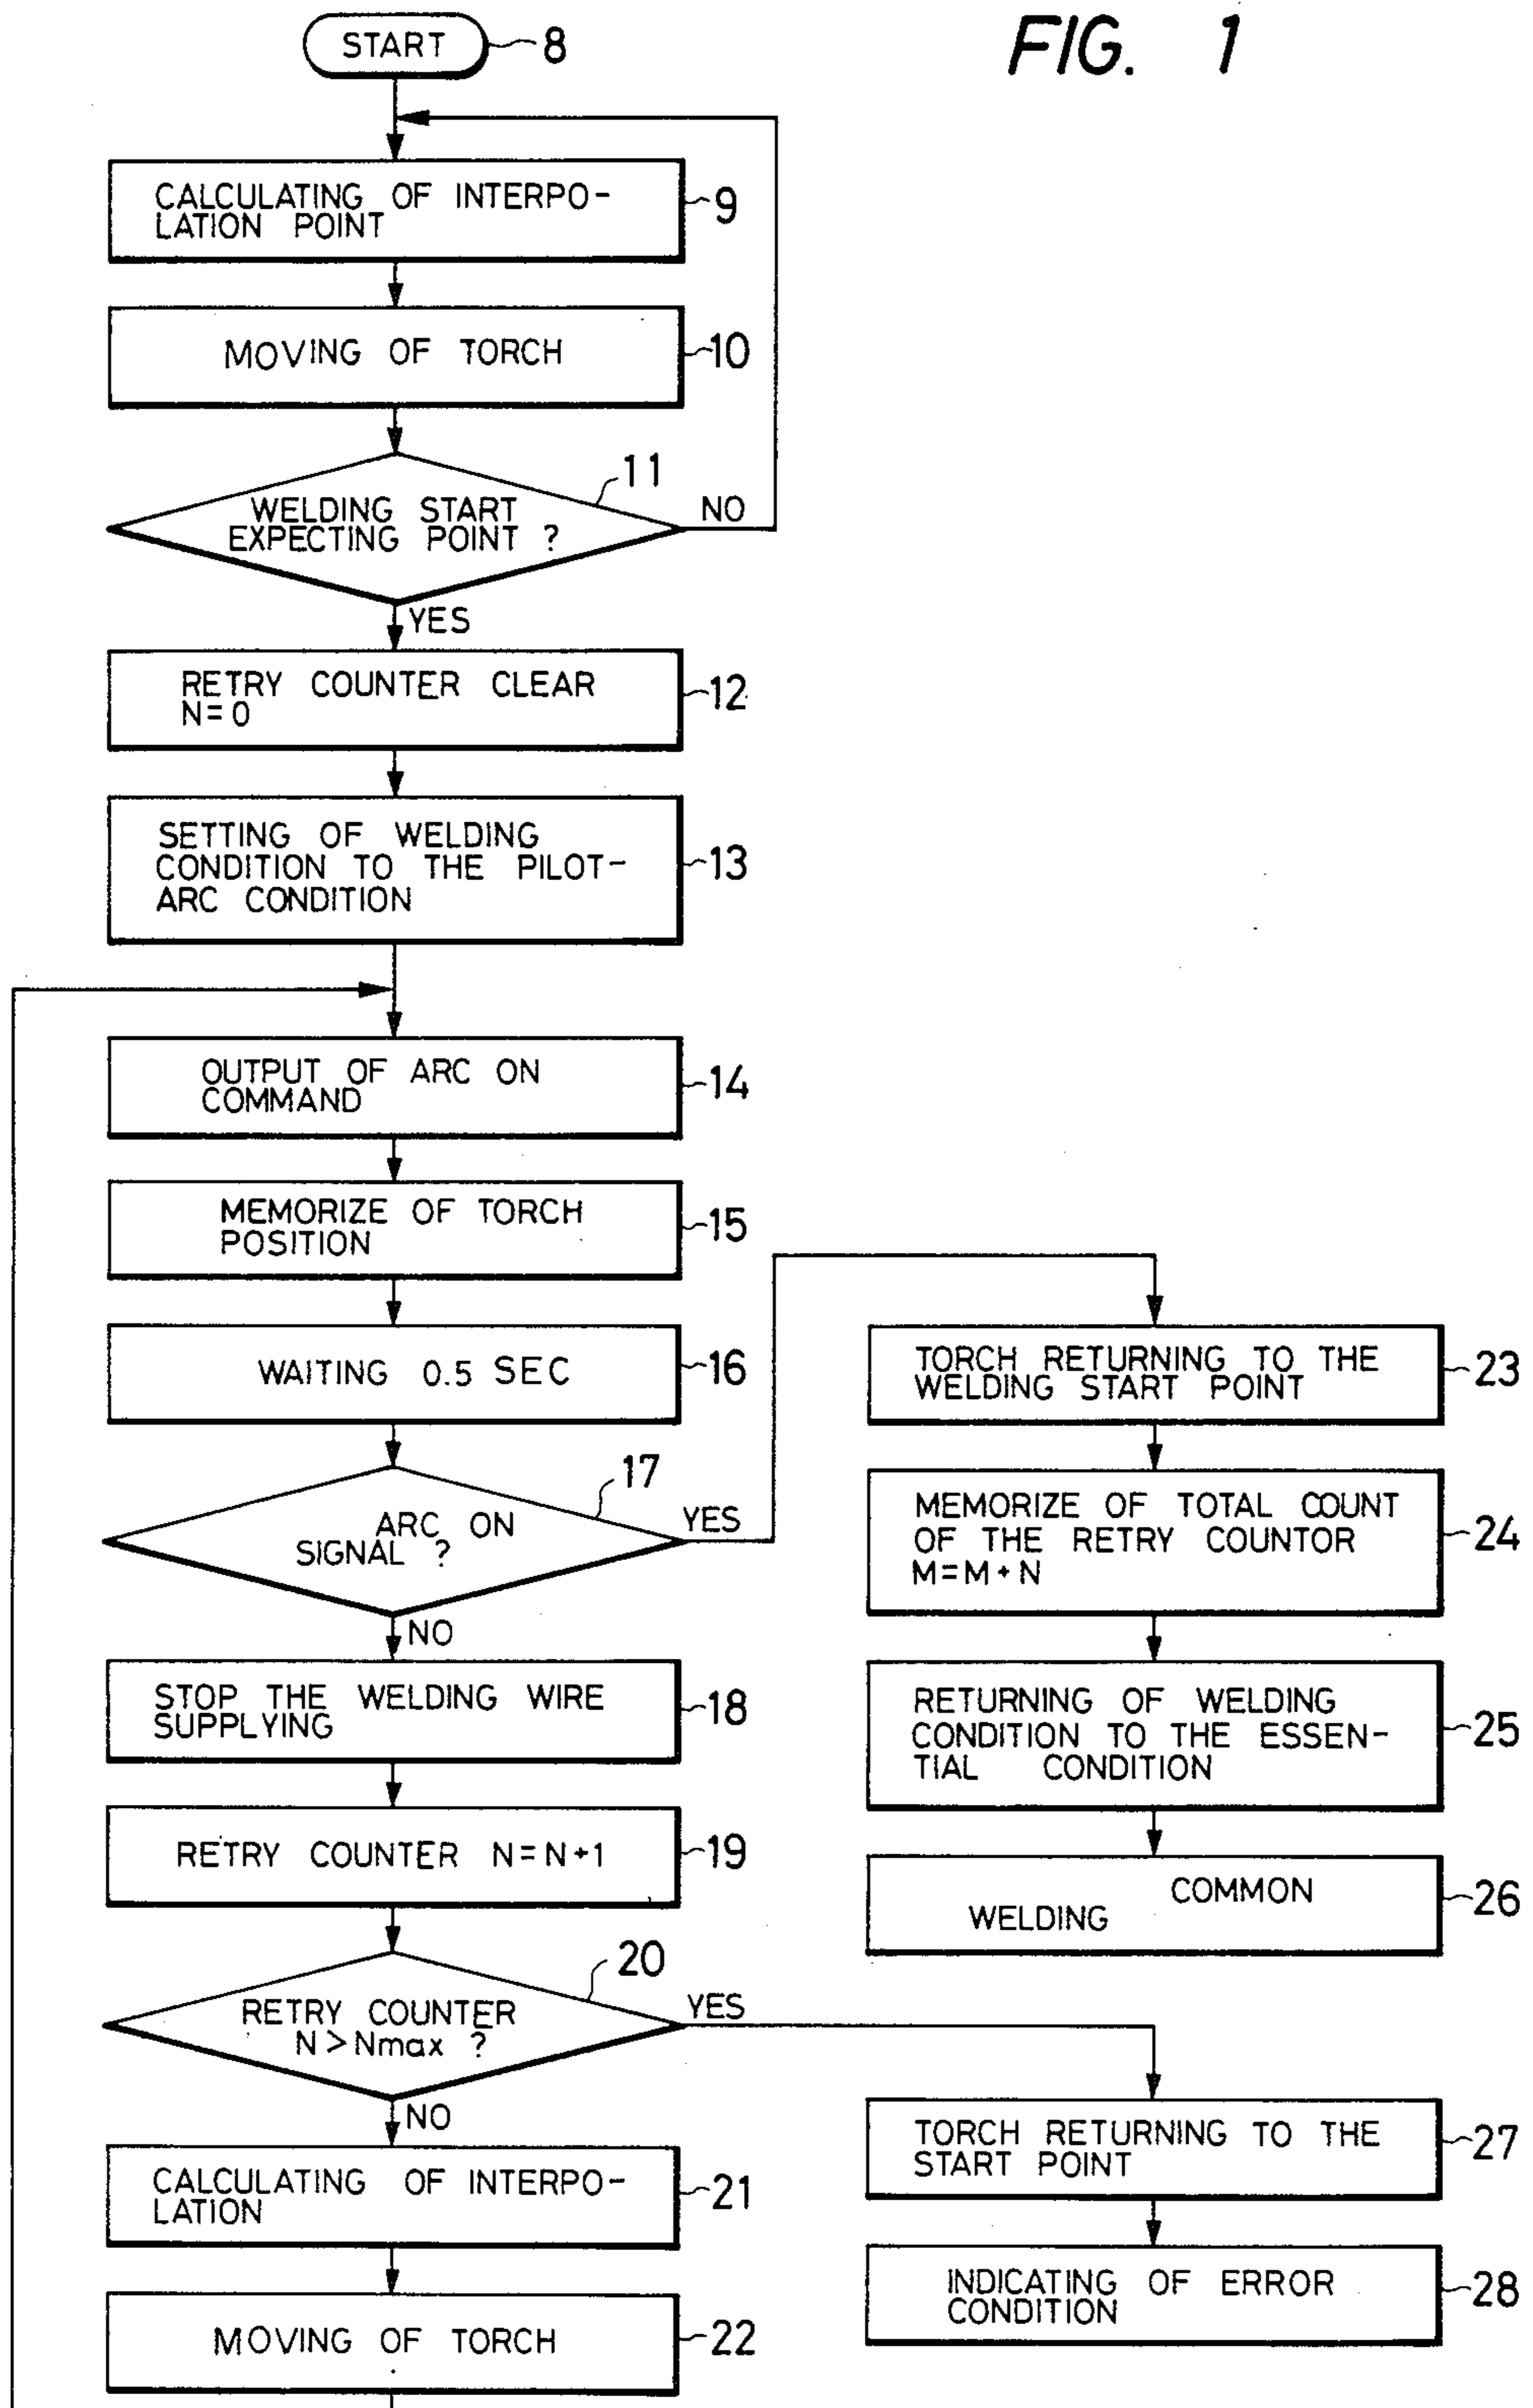 FIG. 1
START 8
CALCULATING OF INTERPO-
LATION POINT
9
MOVING OF TORCH 10
11
WELDING START
EXPECTING POINT ?
NO
YES
RETRY COUNTER CLEAR
N=0
12
SETTING OF WELDING
CONDITION TO THE PILOT-
ARC CONDITION
13
OUTPUT OF ARC ON
COMMAND
14
MEMORIZE OF TORCH
POSITION
15
WAITING 0.5 SEC 16
17
ARC ON
SIGNAL ?
YES
NO
STOP THE WELDING WIRE
SUPPLYING
18
RETRY COUNTER N=N+1 19
20
RETRY COUNTER
N>Nmax ?
YES
NO
CALCULATING OF INTERPO-
LATION
21
MOVING OF TORCH 22
TORCH RETURNING TO THE
WELDING START POINT
23
MEMORIZE OF TOTAL COUNT
OF THE RETRY COUNTOR
M=M+N
24
RETURNING OF WELDING
CONDITION TO THE ESSEN-
TIAL CONDITION
25
COMMON
WELDING
26
TORCH RETURNING TO THE
START POINT
27
INDICATING OF ERROR
CONDITION
28